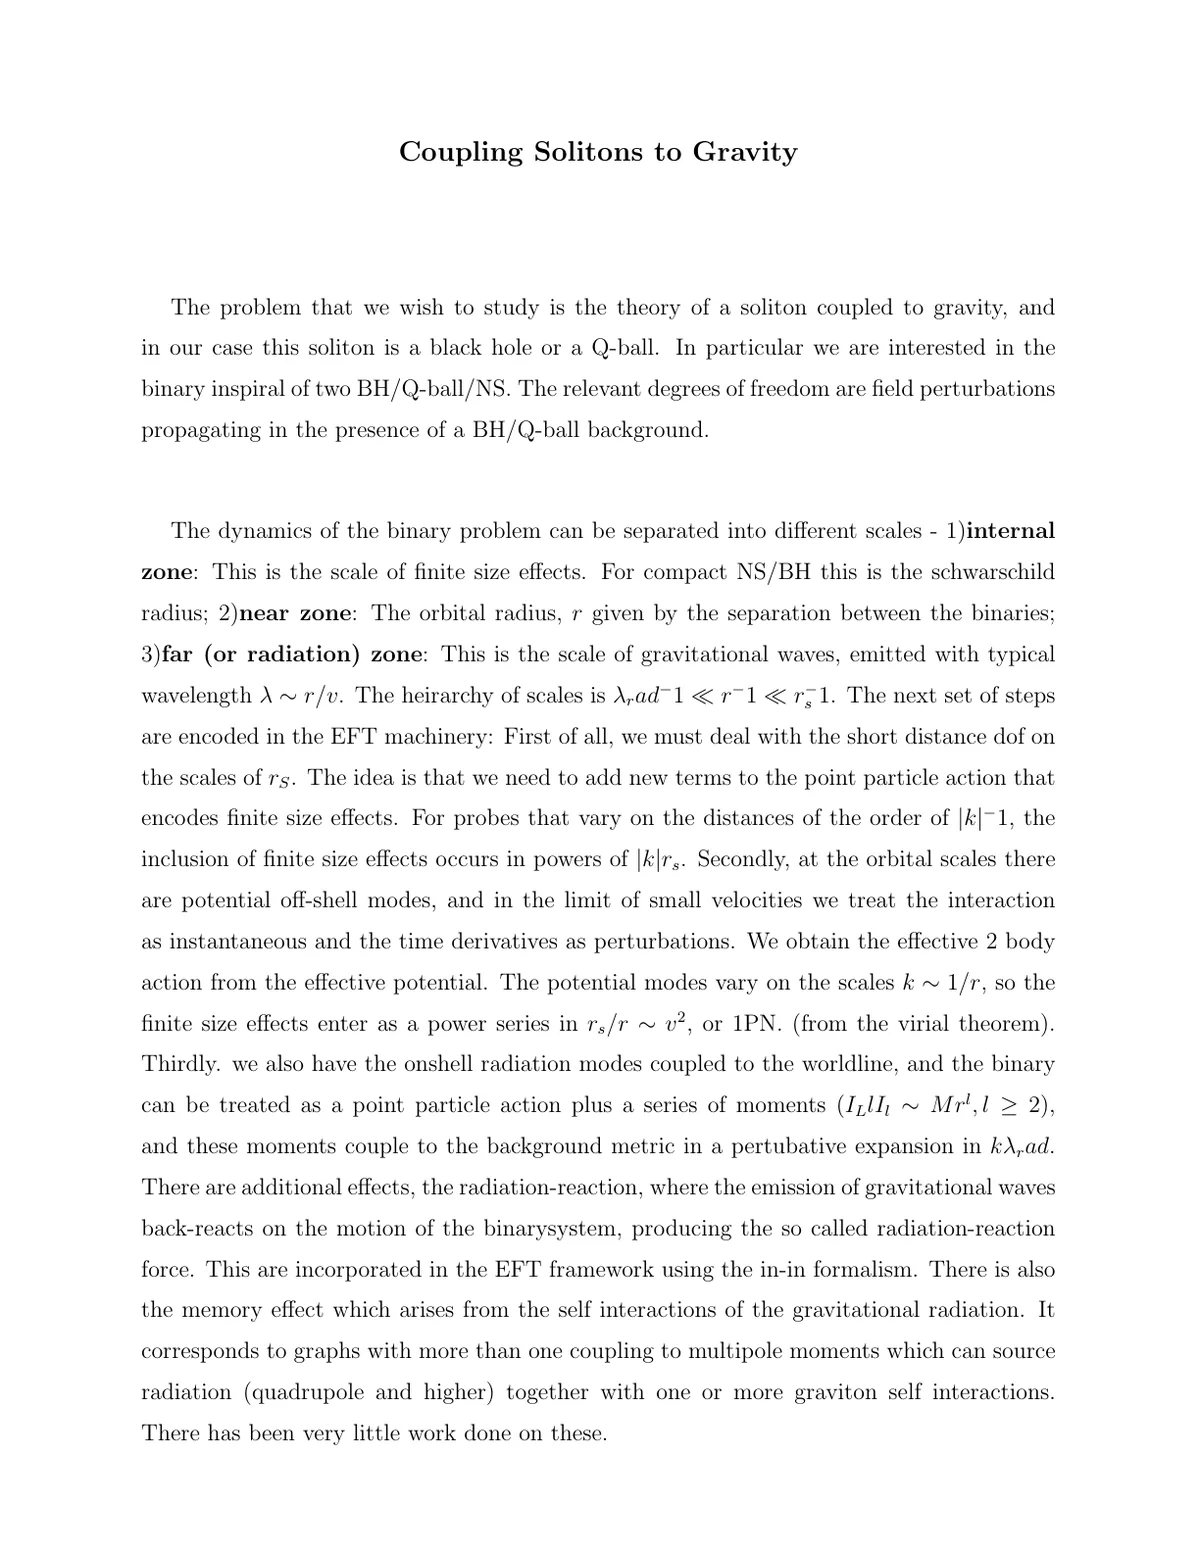 Coupling Solitons to Gravity
The problem that we wish to study is the theory of a soliton coupled to gravity, and
in our case this soliton is a black hole or a Q-ball. In particular we are interested in the
binary inspiral of two BH/Q-ball/NS. The relevant degrees of freedom are field perturbations
propagating in the presence of a BH/Q-ball background.
The dynamics of the binary problem can be separated into different scales - 1)internal
zone: This is the scale of finite size effects. For compact NS/BH this is the schwarschild
radius; 2)near zone: The orbital radius, r given by the separation between the binaries;
3)far (or radiation) zone: This is the scale of gravitational waves, emitted with typical
wavelength λ ∼ r/v. The heirarchy of scales is λ_r ad^−1 ≪ r^−1 ≪ r_s^−1. The next set of steps
are encoded in the EFT machinery: First of all, we must deal with the short distance dof on
the scales of r_S. The idea is that we need to add new terms to the point particle action that
encodes finite size effects. For probes that vary on the distances of the order of |k|^−1, the
inclusion of finite size effects occurs in powers of |k|r_s. Secondly, at the orbital scales there
are potential off-shell modes, and in the limit of small velocities we treat the interaction
as instantaneous and the time derivatives as perturbations. We obtain the effective 2 body
action from the effective potential. The potential modes vary on the scales k ∼ 1/r, so the
finite size effects enter as a power series in r_s/r ∼ v^2, or 1PN. (from the virial theorem).
Thirdly. we also have the onshell radiation modes coupled to the worldline, and the binary
can be treated as a point particle action plus a series of moments (I_L lI_l ∼ Mr^l, l ≥ 2),
and these moments couple to the background metric in a pertubative expansion in kλ_r ad.
There are additional effects, the radiation-reaction, where the emission of gravitational waves
back-reacts on the motion of the binarysystem, producing the so called radiation-reaction
force. This are incorporated in the EFT framework using the in-in formalism. There is also
the memory effect which arises from the self interactions of the gravitational radiation. It
corresponds to graphs with more than one coupling to multipole moments which can source
radiation (quadrupole and higher) together with one or more graviton self interactions.
There has been very little work done on these.